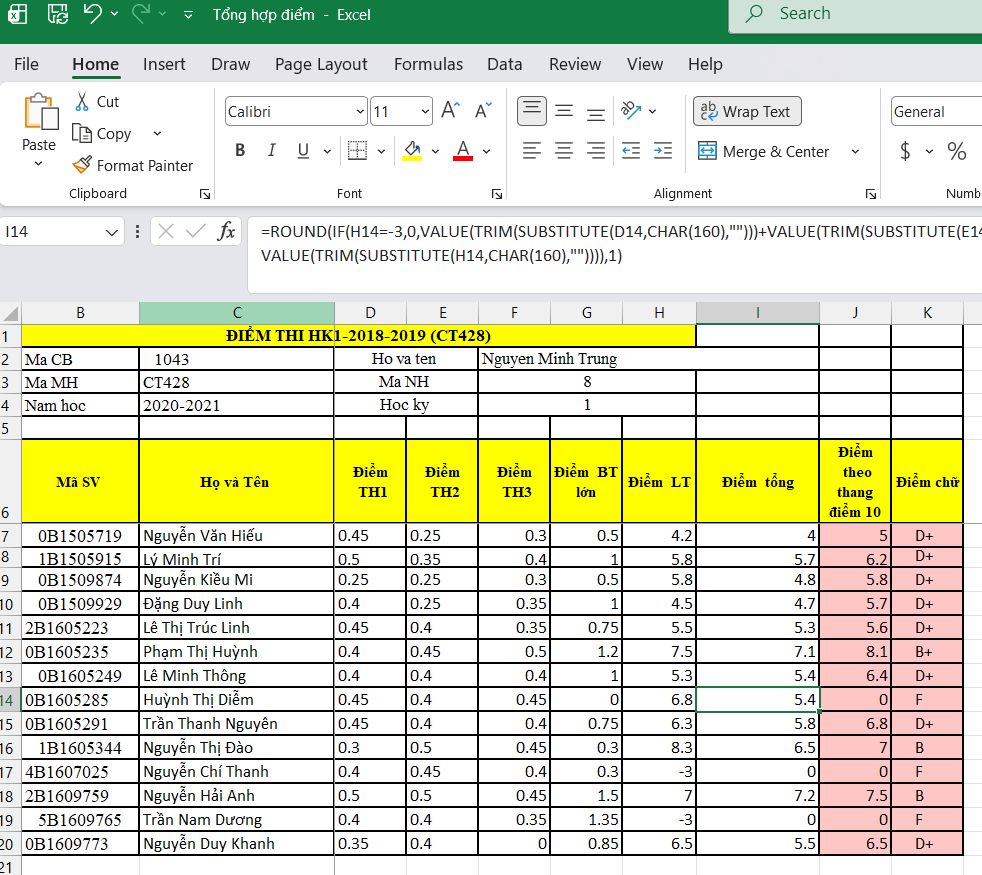 Tổng hợp điểm - Excel
Search
File Home Insert Draw Page Layout Formulas Data Review View Help
Paste
Cut
Copy
Format Painter
Clipboard
Calibri 11
B I U
Font
Wrap Text
Merge & Center
Alignment
General
$ %
Numb
I14
fx
=ROUND(IF(H14=-3,0,VALUE(TRIM(SUBSTITUTE(D14,CHAR(160),"")))+VALUE(TRIM(SUBSTITUTE(E14
VALUE(TRIM(SUBSTITUTE(H14,CHAR(160),"")))),1)
B C D E F G H I J K
1 ĐIỂM THI HK1-2018-2019 (CT428)
2 Ma CB 1043 Ho va ten Nguyen Minh Trung
3 Ma MH CT428 Ma NH 8
4 Nam hoc 2020-2021 Hoc ky 1
5
6 Mã SV Họ và Tên Điểm TH1 Điểm TH2 Điểm TH3 Điểm BT lớn Điểm LT Điểm tổng Điểm theo thang điểm 10 Điểm chữ
7 0B1505719 Nguyễn Văn Hiếu 0.45 0.25 0.3 0.5 4.2 4 5 D+
8 1B1505915 Lý Minh Trí 0.5 0.35 0.4 1 5.8 5.7 6.2 D+
9 0B1509874 Nguyễn Kiều Mi 0.25 0.25 0.3 0.5 5.8 4.8 5.8 D+
10 0B1509929 Đặng Duy Linh 0.4 0.25 0.35 1 4.5 4.7 5.7 D+
11 2B1605223 Lê Thị Trúc Linh 0.45 0.4 0.35 0.75 5.5 5.3 5.6 D+
12 0B1605235 Phạm Thị Huỳnh 0.4 0.45 0.5 1.2 7.5 7.1 8.1 B+
13 0B1605249 Lê Minh Thông 0.4 0.4 0.4 1 5.3 5.4 6.4 D+
14 0B1605285 Huỳnh Thị Diễm 0.45 0.4 0.45 0 6.8 5.4 0 F
15 0B1605291 Trần Thanh Nguyên 0.45 0.4 0.4 0.75 6.3 5.8 6.8 D+
16 1B1605344 Nguyễn Thị Đào 0.3 0.5 0.45 0.3 8.3 6.5 7 B
17 4B1607025 Nguyễn Chí Thanh 0.4 0.45 0.4 0.3 -3 0 0 F
18 2B1609759 Nguyễn Hải Anh 0.5 0.5 0.45 1.5 7 7.2 7.5 B
19 5B1609765 Trần Nam Dương 0.4 0.4 0.35 1.35 -3 0 0 F
20 0B1609773 Nguyễn Duy Khanh 0.35 0.4 0 0.85 6.5 5.5 6.5 D+
21